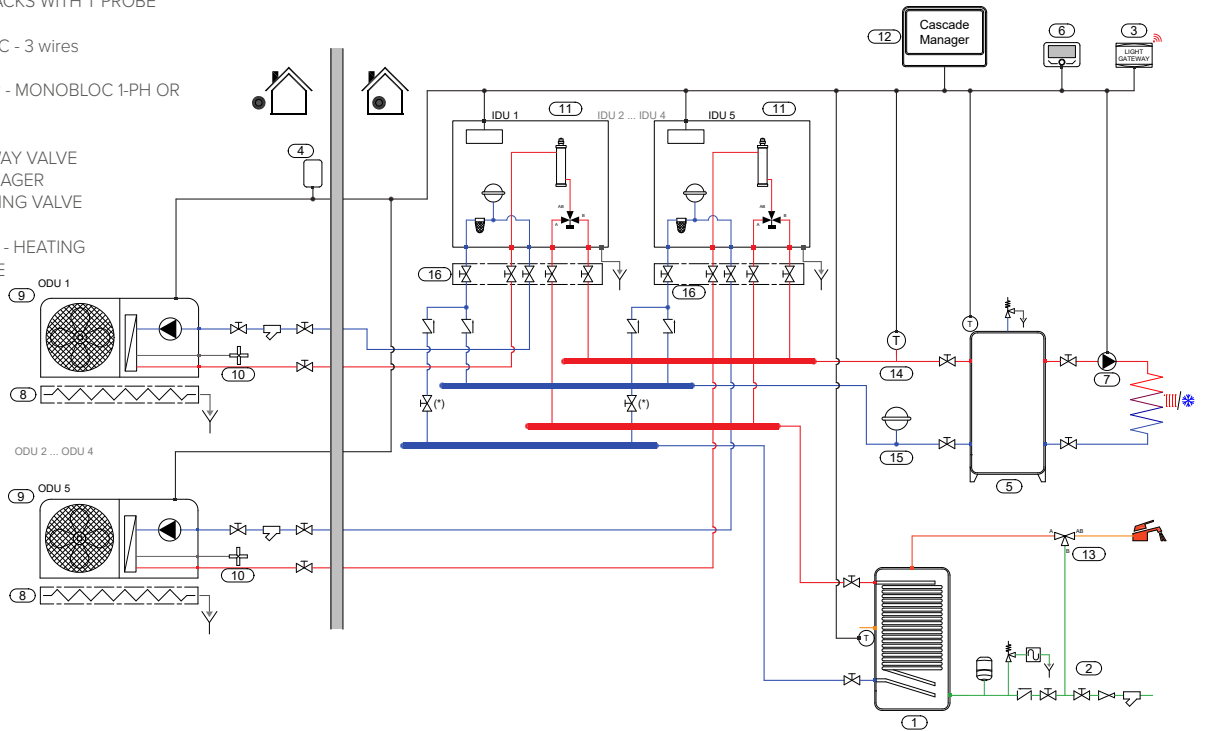 ACKS WITH 1 PROBE
C - 3 wires
- MONOBLOC 1-PH OR
WAY VALVE
AGER
ING VALVE
- HEATING
E
Cascade
Manager
12
6
3
LIGHT
GATEWAY
4
IDU 1
11
IDU 2 ... IDU 4
IDU 5
11
AB
A
B
AB
A
B
16
16
9
ODU 1
10
8
(*)
(*)
T
14
T
7
15
5
ODU 2 ... ODU 4
9
ODU 5
10
8
A
AB
B
13
T
2
1